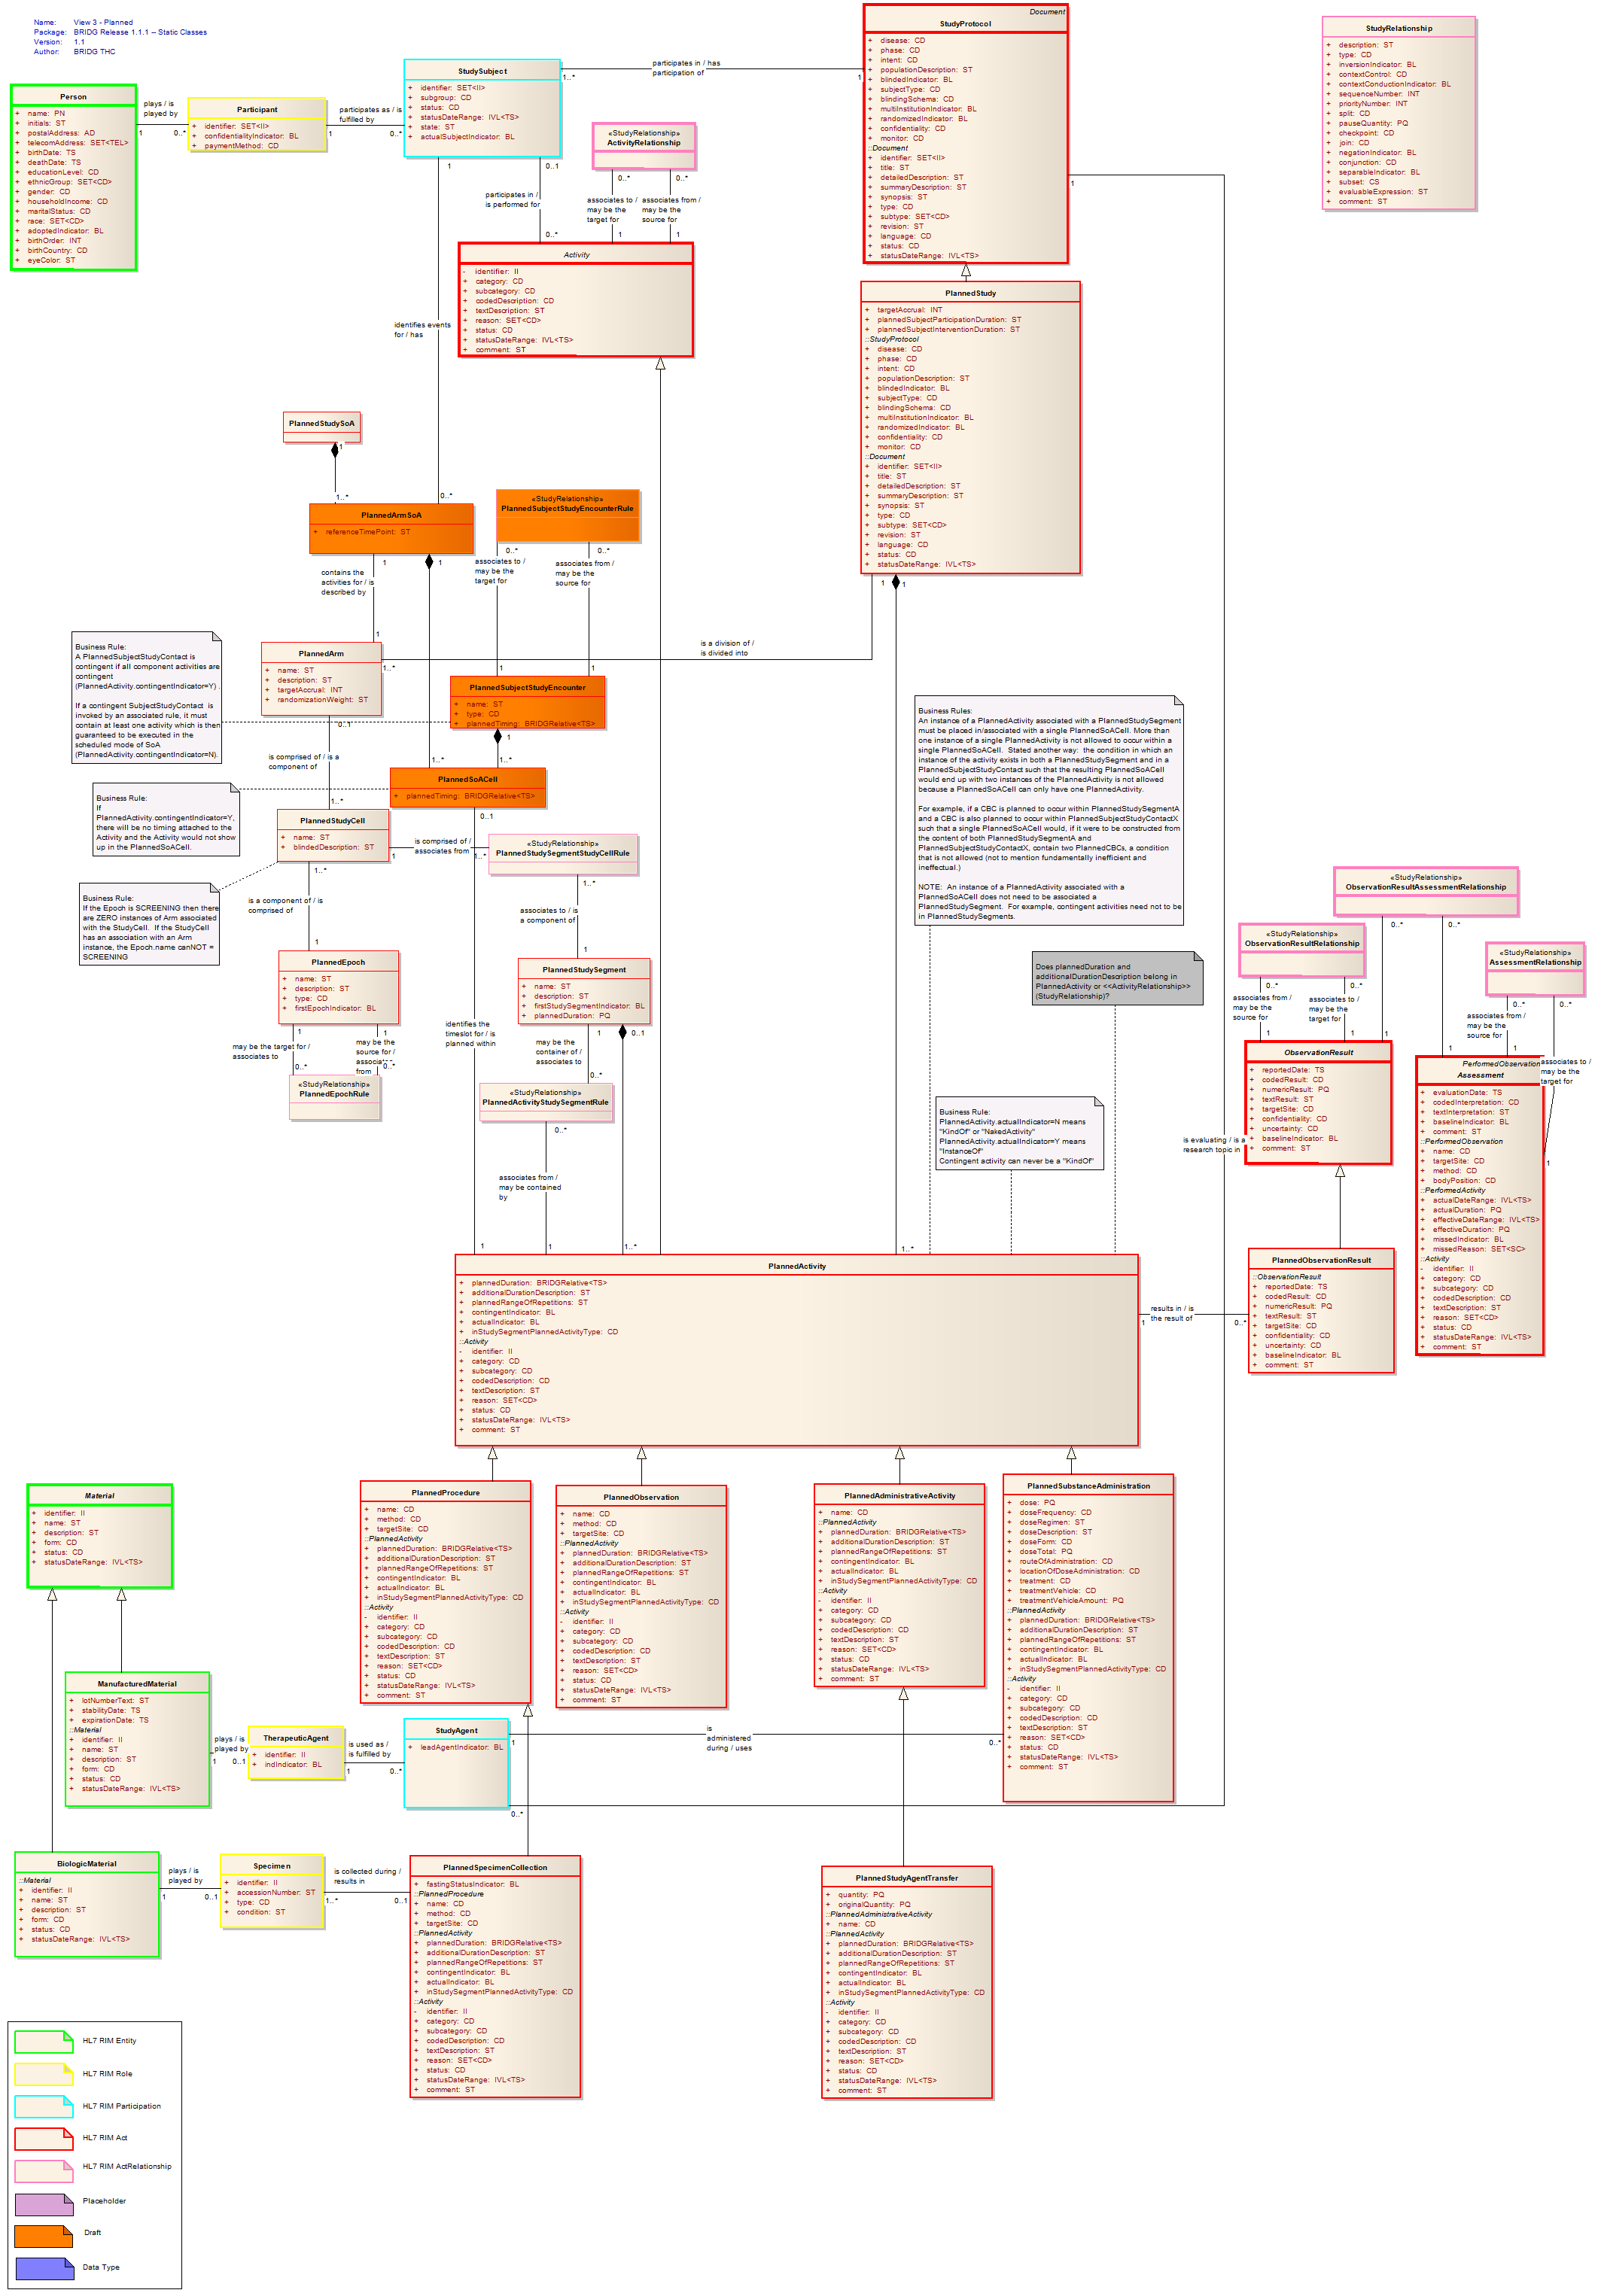 Name: View 3 - Planned
Package: BRIDG Release 1.1.1 -- Static Classes
Version: 1.1
Author: BRIDG THC
Person
+ name: PN
+ initials: ST
+ postalAddress: AD
+ telecomAddress: SET<TEL>
+ birthDate: TS
+ deathDate: TS
+ educationLevel: CD
+ ethnicGroup: SET<CD>
+ gender: CD
+ householdIncome: CD
+ maritalStatus: CD
+ race: SET<CD>
+ adoptedIndicator: BL
+ birthOrder: INT
+ birthCountry: CD
+ eyeColor: ST
plays / is
played by
1
0..*
Participant
+ identifier: SET<II>
+ confidentialityIndicator: BL
+ paymentMethod: CD
participates as / is
fulfilled by
1
0..*
StudySubject
+ identifier: SET<II>
+ subgroup: CD
+ status: CD
+ statusDateRange: IVL<TS>
+ state: ST
+ actualSubjectIndicator: BL
participates in / has
participation of
1..*
1
Document
StudyProtocol
+ disease: CD
+ phase: CD
+ intent: CD
+ populationDescription: ST
+ blindedIndicator: BL
+ subjectType: CD
+ blindingSchema: CD
+ multiInstitutionIndicator: BL
+ randomizedIndicator: BL
+ confidentiality: CD
+ monitor: CD
::Document
+ identifier: SET<II>
+ title: ST
+ detailedDescription: ST
+ summaryDescription: ST
+ synopsis: ST
+ type: CD
+ subtype: SET<CD>
+ revision: ST
+ language: CD
+ status: CD
+ statusDateRange: IVL<TS>
1
StudyRelationship
+ description: ST
+ type: CD
+ inversionIndicator: BL
+ contextControl: CD
+ contextConductionIndicator: BL
+ sequenceNumber: INT
+ priorityNumber: INT
+ split: CD
+ pauseQuantity: PQ
+ checkpoint: CD
+ join: CD
+ negationIndicator: BL
+ conjunction: CD
+ separableIndicator: BL
+ subset: CS
+ evaluableExpression: ST
+ comment: ST
«StudyRelationship»
ActivityRelationship
0..*
0..*
associates to /
may be the
target for
associates from /
may be the
source for
1
1
1
0..1
participates in /
is performed for
0..*
Activity
- identifier: II
+ category: CD
+ subcategory: CD
+ codedDescription: CD
+ textDescription: ST
+ reason: SET<CD>
+ status: CD
+ statusDateRange: IVL<TS>
+ comment: ST
identifies events
for / has
0..*
PlannedStudy
+ targetAccrual: INT
+ plannedSubjectParticipationDuration: ST
+ plannedSubjectInterventionDuration: ST
::StudyProtocol
+ disease: CD
+ phase: CD
+ intent: CD
+ populationDescription: ST
+ blindedIndicator: BL
+ subjectType: CD
+ blindingSchema: CD
+ multiInstitutionIndicator: BL
+ randomizedIndicator: BL
+ confidentiality: CD
+ monitor: CD
::Document
+ identifier: SET<II>
+ title: ST
+ detailedDescription: ST
+ summaryDescription: ST
+ synopsis: ST
+ type: CD
+ subtype: SET<CD>
+ revision: ST
+ language: CD
+ status: CD
+ statusDateRange: IVL<TS>
1
1
PlannedStudySoA
1
1..*
PlannedArmSoA
+ referenceTimePoint: ST
1
1
contains the
activities for / is
described by
1
«StudyRelationship»
PlannedSubjectStudyEncounterRule
0..*
0..*
associates to /
may be the
target for
associates from /
may be the
source for
1
1
is a division of /
is divided into
1..*
Business Rule:
A PlannedSubjectStudyContact is
contingent if all component activities are
contingent
(PlannedActivity.contingentIndicator=Y) .
If a contingent SubjectStudyContact is
invoked by an associated rule, it must
contain at least one activity which is then
guaranteed to be executed in the
scheduled mode of SoA
(PlannedActivity.contingentIndicator=N).
PlannedArm
+ name: ST
+ description: ST
+ targetAccrual: INT
+ randomizationWeight: ST
0..1
is comprised of / is a
component of
1..*
PlannedSubjectStudyEncounter
+ name: ST
+ type: CD
+ plannedTiming: BRIDGRelative<TS>
1
1..*
1..*
PlannedSoACell
+ plannedTiming: BRIDGRelative<TS>
0..1
Business Rule:
If
PlannedActivity.contingentIndicator=Y,
there will be no timing attached to the
Activity and the Activity would not show
up in the PlannedSoACell.
PlannedStudyCell
+ name: ST
+ blindedDescription: ST
is comprised of /
associates from
1
1..*
«StudyRelationship»
PlannedStudySegmentStudyCellRule
1..*
associates to / is
a component of
1
Business Rule:
If the Epoch is SCREENING then there
are ZERO instances of Arm associated
with the StudyCell. If the StudyCell
has an association with an Arm
instance, the Epoch.name canNOT =
SCREENING
1..*
is a component of / is
comprised of
1
PlannedEpoch
+ name: ST
+ description: ST
+ type: CD
+ firstEpochIndicator: BL
1
1
may be the target for /
associates to
may be the
source for /
from
0..*
0..*
«StudyRelationship»
PlannedEpochRule
PlannedStudySegment
+ name: ST
+ description: ST
+ firstStudySegmentIndicator: BL
+ plannedDuration: PQ
1
0..1
may be the
container of /
associates to
0..*
«StudyRelationship»
PlannedActivityStudySegmentRule
0..*
associates from /
may be contained
by
identifies the
timeslot for / is
planned within
1
1
1..*
1..*
Business Rules:
An instance of a PlannedActivity associated with a PlannedStudySegment
must be placed in/associated with a single PlannedSoACell. More than
one instance of a single PlannedActivity is not allowed to occur within a
single PlannedSoACell. Stated another way: the condition in which an
instance of the activity exists in both a PlannedStudySegment and in a
PlannedSubjectStudyContact such that the resulting PlannedSoACell
would end up with two instances of the PlannedActivity is not allowed
because a PlannedSoACell can only have one PlannedActivity.
For example, if a CBC is planned to occur within PlannedStudySegmentA
and a CBC is also planned to occur within PlannedStudyContactX
such that a single PlannedSoACell would, if it were to be constructed from
the content of both PlannedStudySegmentA and
PlannedSubjectStudyContactX, contain two PlannedCBCs, a condition
that is not allowed (not to mention fundamentally inefficient and
ineffectual.)
NOTE: An instance of a PlannedActivity associated with a
PlannedSoACell does not need to be associated a
PlannedStudySegment. For example, contingent activities need not to be
in PlannedStudySegments.
Does plannedDuration and
additionalDurationDescription belong in
PlannedActivity or <<ActivityRelationship>>
(StudyRelationship)?
Business Rule:
PlannedActivity.actualIndicator=N means
"KindOf" or "NakedActivity"
PlannedActivity.actualIndicator=Y means
"InstanceOf"
Contingent activity can never be a "KindOf"
«StudyRelationship»
ObservationResultAssessmentRelationship
0..*
0..*
«StudyRelationship»
ObservationResultRelationship
0..*
0..*
associates from /
may be the
source for
associates to /
may be the
target for
1
1
1
«StudyRelationship»
AssessmentRelationship
0..*
0..*
associates from /
may be the
source for
associates to /
may be the
target for
1
1
1
ObservationResult
+ reportedDate: TS
+ codedResult: CD
+ numericResult: PQ
+ textResult: ST
+ targetSite: CD
+ confidentiality: CD
+ uncertainty: CD
+ baselineIndicator: BL
+ comment: ST
PerformedObservation
Assessment
+ evaluationDate: TS
+ codedInterpretation: CD
+ textInterpretation: ST
+ baselineIndicator: BL
+ comment: ST
::PerformedObservation
+ name: CD
+ targetSite: CD
+ method: CD
+ bodyPosition: CD
::PerformedActivity
+ actualDateRange: IVL<TS>
+ actualDuration: PQ
+ effectiveDateRange: IVL<TS>
+ effectiveDuration: PQ
+ missedIndicator: BL
+ missedReason: SET<SC>
::Activity
- identifier: II
+ category: CD
+ subcategory: CD
+ codedDescription: CD
+ textDescription: ST
+ reason: SET<CD>
+ status: CD
+ statusDateRange: IVL<TS>
+ comment: ST
is evaluating / is a
research topic in
PlannedObservationResult
::ObservationResult
+ reportedDate: TS
+ codedResult: CD
+ numericResult: PQ
+ textResult: ST
+ targetSite: CD
+ confidentiality: CD
+ uncertainty: CD
+ baselineIndicator: BL
+ comment: ST
results in / is
the result of
1
0..*
PlannedActivity
+ plannedDuration: BRIDGRelative<TS>
+ additionalDurationDescription: ST
+ plannedRangeOfRepetitions: ST
+ contingentIndicator: BL
+ actualIndicator: BL
+ inStudySegmentPlannedActivityType: CD
::Activity
- identifier: II
+ category: CD
+ subcategory: CD
+ codedDescription: CD
+ textDescription: ST
+ reason: SET<CD>
+ status: CD
+ statusDateRange: IVL<TS>
+ comment: ST
Material
+ identifier: II
+ name: ST
+ description: ST
+ form: CD
+ status: CD
+ statusDateRange: IVL<TS>
PlannedProcedure
+ name: CD
+ method: CD
+ targetSite: CD
::PlannedActivity
+ plannedDuration: BRIDGRelative<TS>
+ additionalDurationDescription: ST
+ plannedRangeOfRepetitions: ST
+ contingentIndicator: BL
+ actualIndicator: BL
+ inStudySegmentPlannedActivityType: CD
::Activity
- identifier: II
+ category: CD
+ subcategory: CD
+ codedDescription: CD
+ textDescription: ST
+ reason: SET<CD>
+ status: CD
+ statusDateRange: IVL<TS>
+ comment: ST
PlannedObservation
+ name: CD
+ method: CD
+ targetSite: CD
::PlannedActivity
+ plannedDuration: BRIDGRelative<TS>
+ additionalDurationDescription: ST
+ plannedRangeOfRepetitions: ST
+ contingentIndicator: BL
+ actualIndicator: BL
+ inStudySegmentPlannedActivityType: CD
::Activity
- identifier: II
+ category: CD
+ subcategory: CD
+ codedDescription: CD
+ textDescription: ST
+ reason: SET<CD>
+ status: CD
+ statusDateRange: IVL<TS>
+ comment: ST
PlannedAdministrativeActivity
+ name: CD
::PlannedActivity
+ plannedDuration: BRIDGRelative<TS>
+ additionalDurationDescription: ST
+ plannedRangeOfRepetitions: ST
+ contingentIndicator: BL
+ actualIndicator: BL
+ inStudySegmentPlannedActivityType: CD
::Activity
- identifier: II
+ category: CD
+ subcategory: CD
+ codedDescription: CD
+ textDescription: ST
+ reason: SET<CD>
+ status: CD
+ statusDateRange: IVL<TS>
+ comment: ST
PlannedSubstanceAdministration
+ dose: PQ
+ doseFrequency: CD
+ doseRegimen: ST
+ doseDescription: ST
+ doseForm: CD
+ doseTotal: PQ
+ routeOfAdministration: CD
+ locationOfDoseAdministration: CD
+ treatment: CD
+ treatmentVehicle: CD
+ treatmentVehicleAmount: PQ
::PlannedActivity
+ plannedDuration: BRIDGRelative<TS>
+ additionalDurationDescription: ST
+ plannedRangeOfRepetitions: ST
+ contingentIndicator: BL
+ actualIndicator: BL
+ inStudySegmentPlannedActivityType: CD
::Activity
- identifier: II
+ category: CD
+ subcategory: CD
+ codedDescription: CD
+ textDescription: ST
+ reason: SET<CD>
+ status: CD
+ statusDateRange: IVL<TS>
+ comment: ST
ManufacturedMaterial
+ lotNumberText: ST
+ stabilityDate: TS
+ expirationDate: TS
::Material
+ identifier: II
+ name: ST
+ description: ST
+ form: CD
+ status: CD
+ statusDateRange: IVL<TS>
plays / is
played by
1
0..1
TherapeuticAgent
+ identifier: II
+ indIndicator: BL
is used as /
is fulfilled by
1
0..*
StudyAgent
+ leadAgentIndicator: BL
1
is
administered
during / uses
0..*
0..*
BiologicMaterial
::Material
+ identifier: II
+ name: ST
+ description: ST
+ form: CD
+ status: CD
+ statusDateRange: IVL<TS>
plays / is
played by
1
0..1
Specimen
+ identifier: II
+ accessionNumber: ST
+ type: CD
+ condition: ST
is collected during /
results in
1..*
0..1
PlannedSpecimenCollection
+ fastingStatusIndicator: BL
::PlannedProcedure
+ name: CD
+ method: CD
+ targetSite: CD
::PlannedActivity
+ plannedDuration: BRIDGRelative<TS>
+ additionalDurationDescription: ST
+ plannedRangeOfRepetitions: ST
+ contingentIndicator: BL
+ actualIndicator: BL
+ inStudySegmentPlannedActivityType: CD
::Activity
- identifier: II
+ category: CD
+ subcategory: CD
+ codedDescription: CD
+ textDescription: ST
+ reason: SET<CD>
+ status: CD
+ statusDateRange: IVL<TS>
+ comment: ST
PlannedStudyAgentTransfer
+ quantity: PQ
+ originalQuantity: PQ
::PlannedAdministrativeActivity
+ name: CD
::PlannedActivity
+ plannedDuration: BRIDGRelative<TS>
+ additionalDurationDescription: ST
+ plannedRangeOfRepetitions: ST
+ contingentIndicator: BL
+ actualIndicator: BL
+ inStudySegmentPlannedActivityType: CD
::Activity
- identifier: II
+ category: CD
+ subcategory: CD
+ codedDescription: CD
+ textDescription: ST
+ reason: SET<CD>
+ status: CD
+ statusDateRange: IVL<TS>
+ comment: ST
HL7 RIM Entity
HL7 RIM Role
HL7 RIM Participation
HL7 RIM Act
HL7 RIM ActRelationship
Placeholder
Draft
Data Type